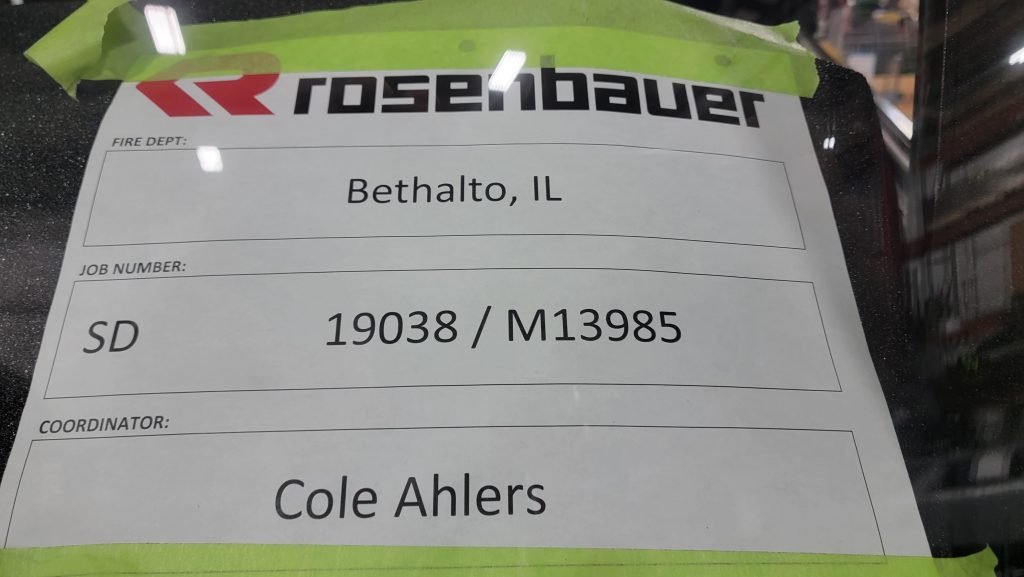 rosenbauer
FIRE DEPT:
Bethalto, IL
JOB NUMBER:
SD 19038 / M13985
COORDINATOR:
Cole Ahlers